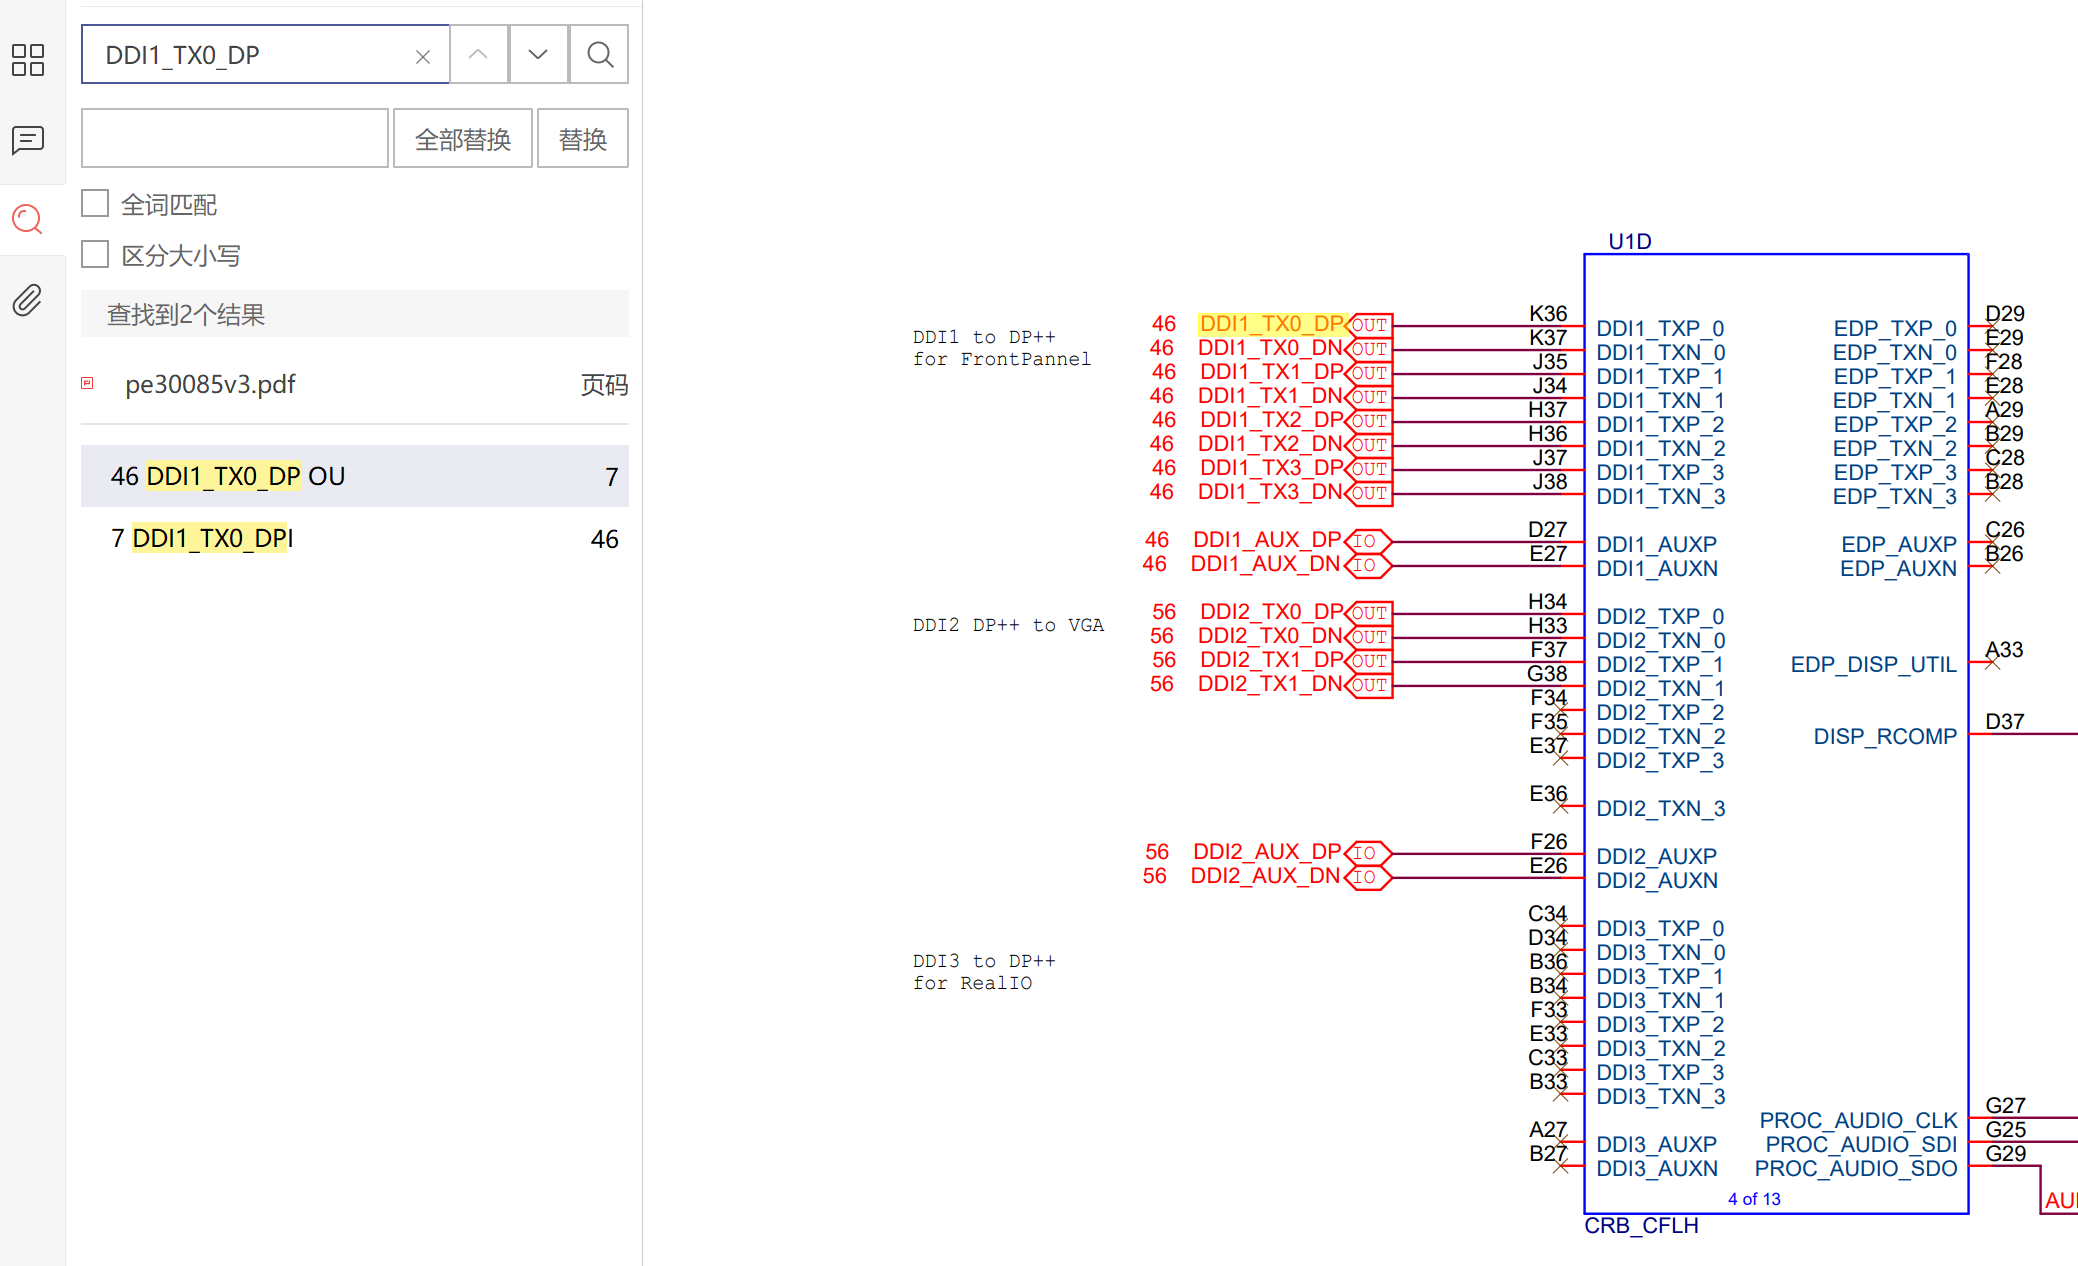 DDI1_TX0_DP
全部替换
替换
全词匹配
区分大小写
查找到2个结果
pe30085v3.pdf 页码
46 DDI1_TX0_DP OU 7
7 DDI1_TX0_DPI 46
U1D
DDI1 to DP++
for FrontPannel
DDI2 DP++ to VGA
DDI3 to DP++
for RealIO
46 DDI1_TX0_DP OUT K36 DDI1_TXP_0 EDP_TXP_0 D29
46 DDI1_TX0_DN OUT K37 DDI1_TXN_0 EDP_TXN_0 E29
46 DDI1_TX1_DP OUT J35 DDI1_TXP_1 EDP_TXP_1 F28
46 DDI1_TX1_DN OUT J34 DDI1_TXN_1 EDP_TXN_1 E28
46 DDI1_TX2_DP OUT H37 DDI1_TXP_2 EDP_TXP_2 A29
46 DDI1_TX2_DN OUT H36 DDI1_TXN_2 EDP_TXN_2 B29
46 DDI1_TX3_DP OUT J37 DDI1_TXP_3 EDP_TXP_3 C28
46 DDI1_TX3_DN OUT J38 DDI1_TXN_3 EDP_TXN_3 B28
46 DDI1_AUX_DP IO D27 DDI1_AUXP EDP_AUXP C26
46 DDI1_AUX_DN IO E27 DDI1_AUXN EDP_AUXN B26
56 DDI2_TX0_DP OUT H34 DDI2_TXP_0
56 DDI2_TX0_DN OUT H33 DDI2_TXN_0
56 DDI2_TX1_DP OUT F37 DDI2_TXP_1 EDP_DISP_UTIL A33
56 DDI2_TX1_DN OUT G38 DDI2_TXN_1
F34 DDI2_TXP_2
F35 DDI2_TXN_2 DISP_RCOMP D37
E37 DDI2_TXP_3
E36 DDI2_TXN_3
56 DDI2_AUX_DP IO F26 DDI2_AUXP
56 DDI2_AUX_DN IO E26 DDI2_AUXN
C34 DDI3_TXP_0
D34 DDI3_TXN_0
B36 DDI3_TXP_1
B34 DDI3_TXN_1
F33 DDI3_TXP_2
E33 DDI3_TXN_2
C33 DDI3_TXP_3
B33 DDI3_TXN_3
PROC_AUDIO_CLK G27
A27 DDI3_AUXP PROC_AUDIO_SDI G25
B27 DDI3_AUXN PROC_AUDIO_SDO G29
4 of 13
AU
CRB_CFLH